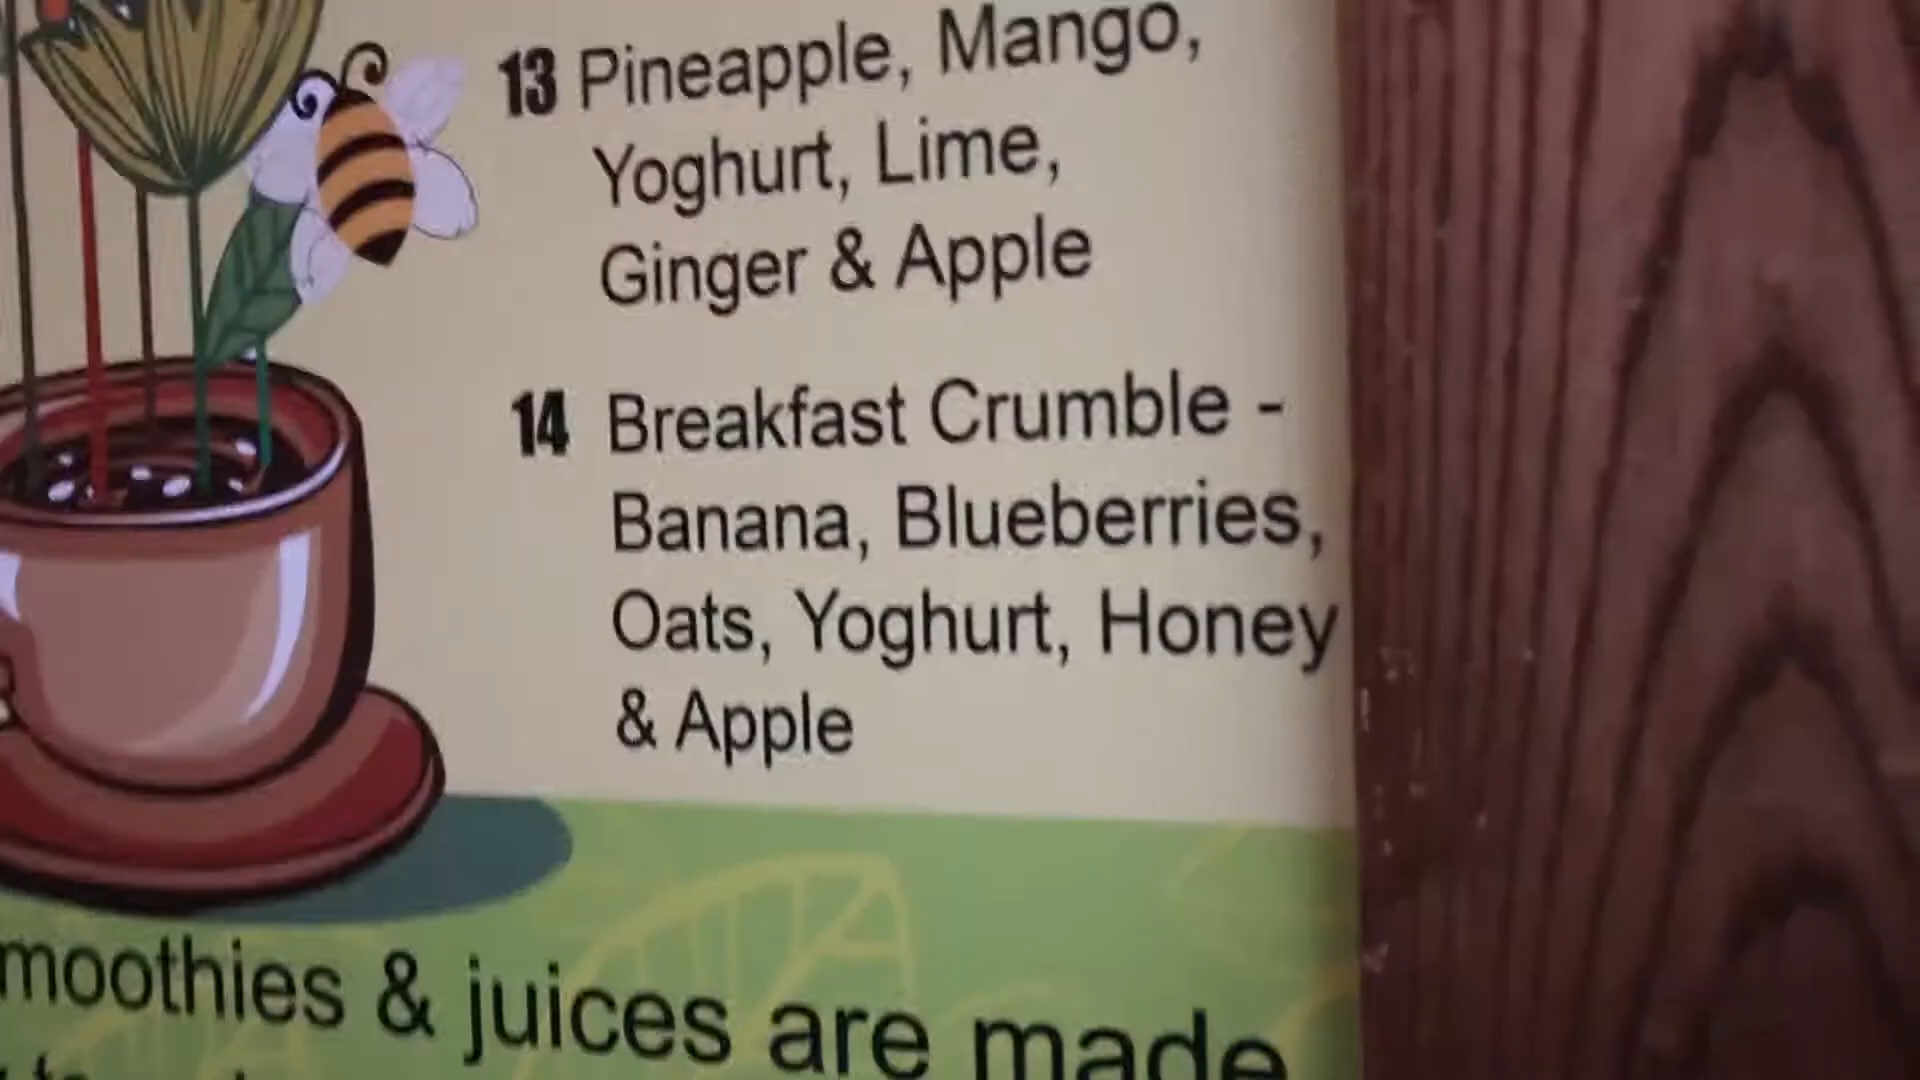 13 Pineapple, Mango,
Yoghurt, Lime,
Ginger & Apple
14 Breakfast Crumble -
Banana, Blueberries,
Oats, Yoghurt, Honey
& Apple
moothies & juices are made